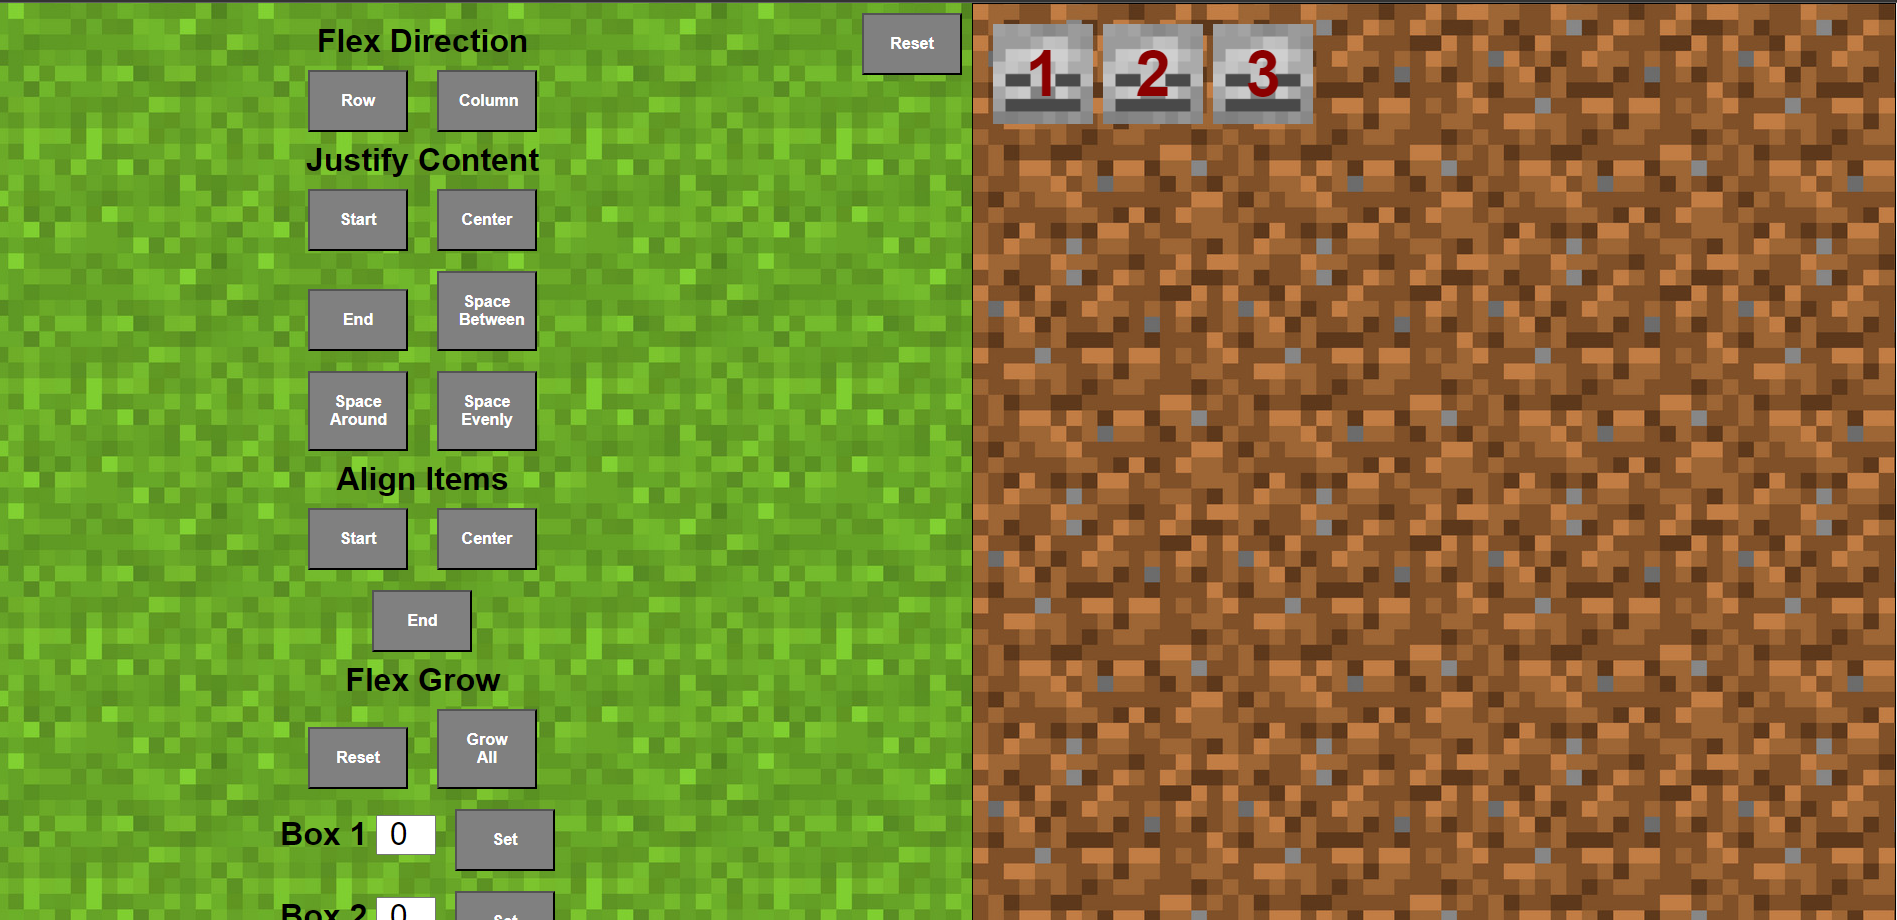 Flex Direction
Reset
Row
Column
Justify Content
Start
Center
End
Space
Between
Space
Around
Space
Evenly
Align Items
Start
Center
End
Flex Grow
Reset
Grow
All
Box 1
0
Set
Box 2
0
Set
1
2
3